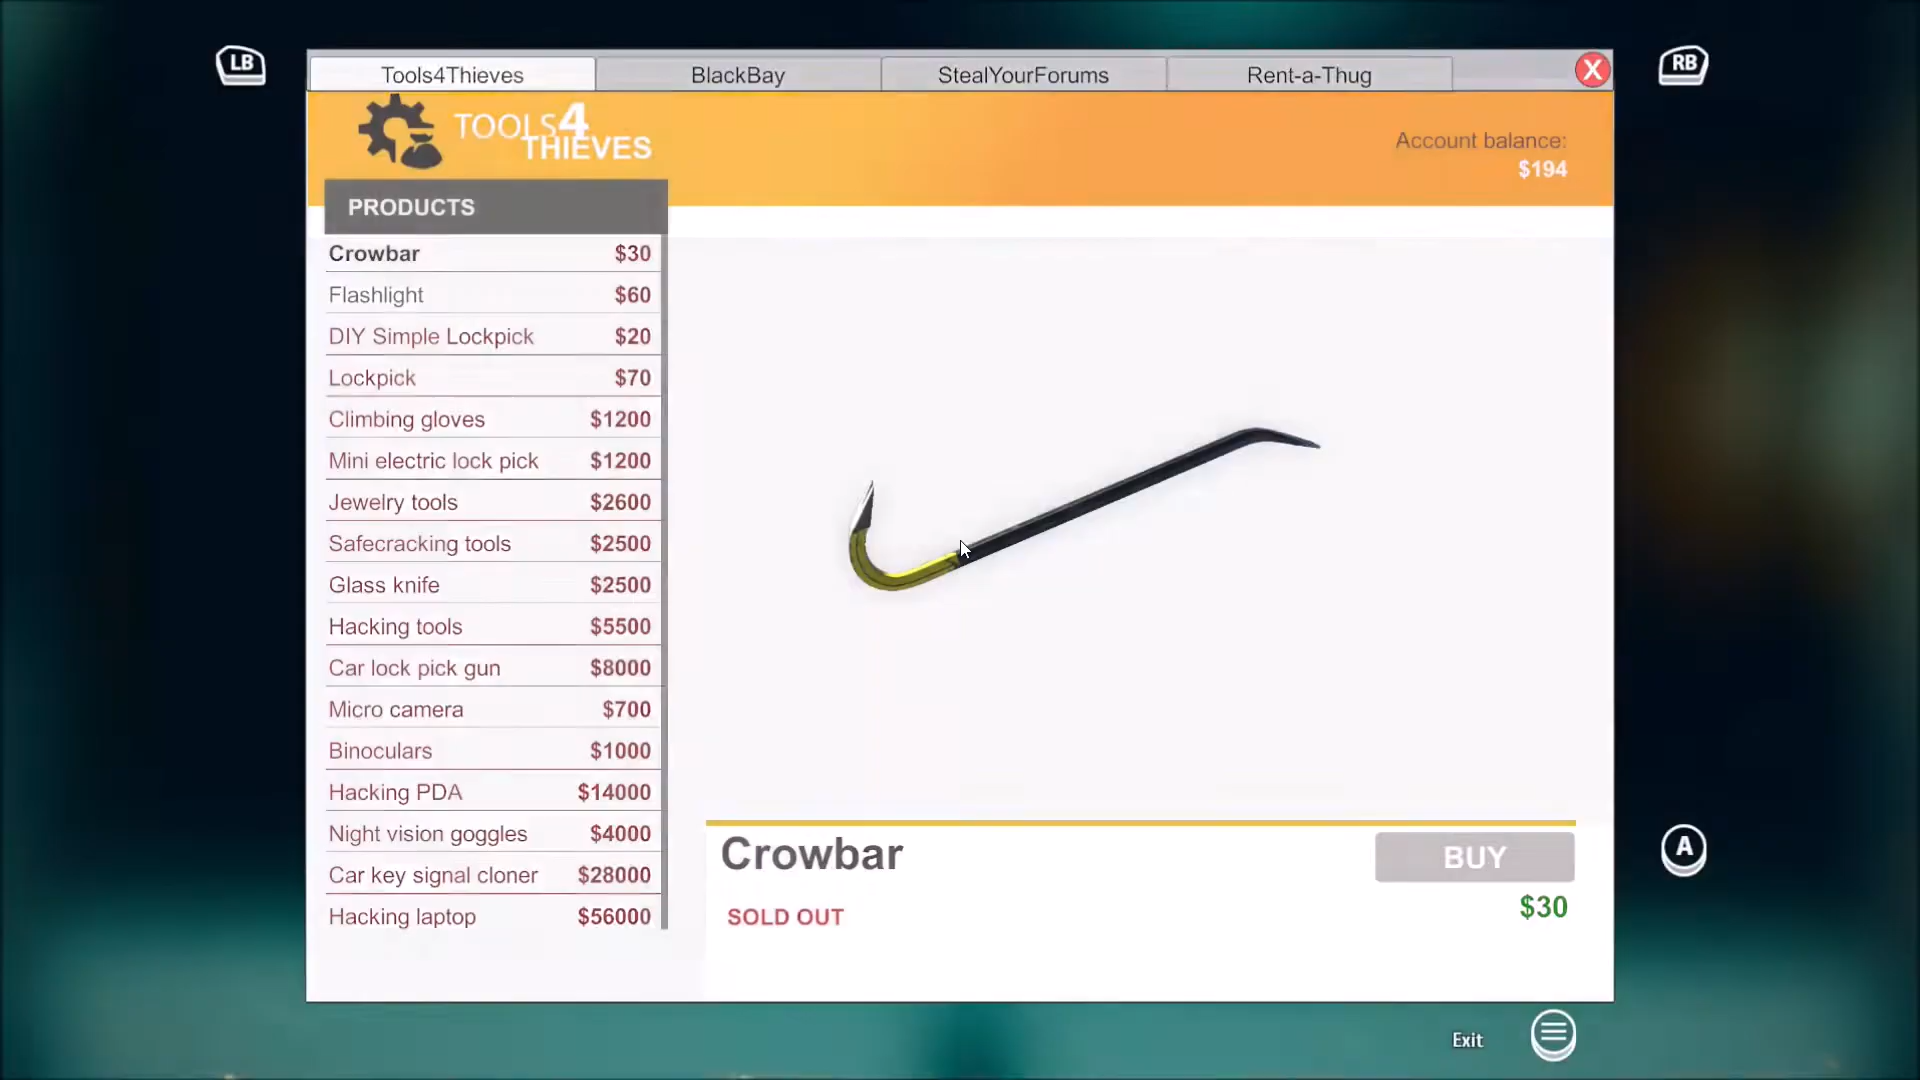 LB
RB
Tools4Thieves
BlackBay
StealYourForums
Rent-a-Thug
X
TOOLS4
THIEVES
Account balance:
$194
PRODUCTS
Crowbar $30
Flashlight $60
DIY Simple Lockpick $20
Lockpick $70
Climbing gloves $1200
Mini electric lock pick $1200
Jewelry tools $2600
Safecracking tools $2500
Glass knife $2500
Hacking tools $5500
Car lock pick gun $8000
Micro camera $700
Binoculars $1000
Hacking PDA $14000
Night vision goggles $4000
Car key signal cloner $28000
Hacking laptop $56000
Crowbar
BUY
A
SOLD OUT
$30
Exit